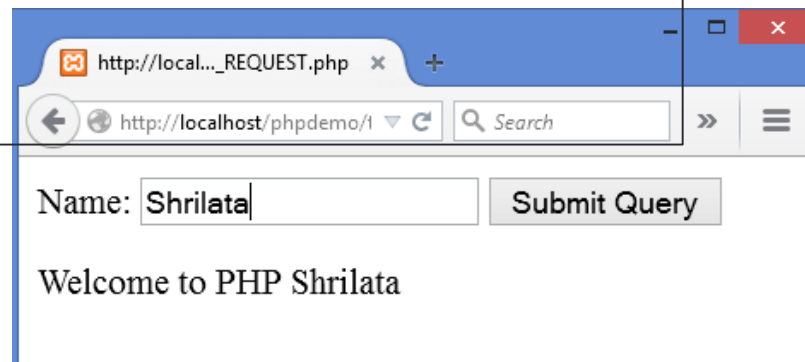 http://local..._REQUEST.php
http://localhost/phpdemo/t
Search
Name: Shrilata Submit Query
Welcome to PHP Shrilata